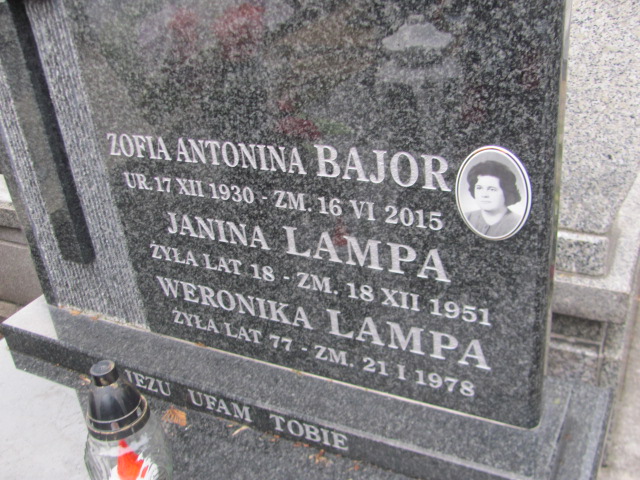 ZOFIA ANTONINA BAJOR
UR. 17 XII 1930 - ZM. 16 VI 2015
JANINA LAMPA
ŻYŁA LAT 18 - ZM. 18 XII 1951
WERONIKA LAMPA
ŻYŁA LAT 77 - ZM. 21 I 1978
JEZU UFAM TOBIE